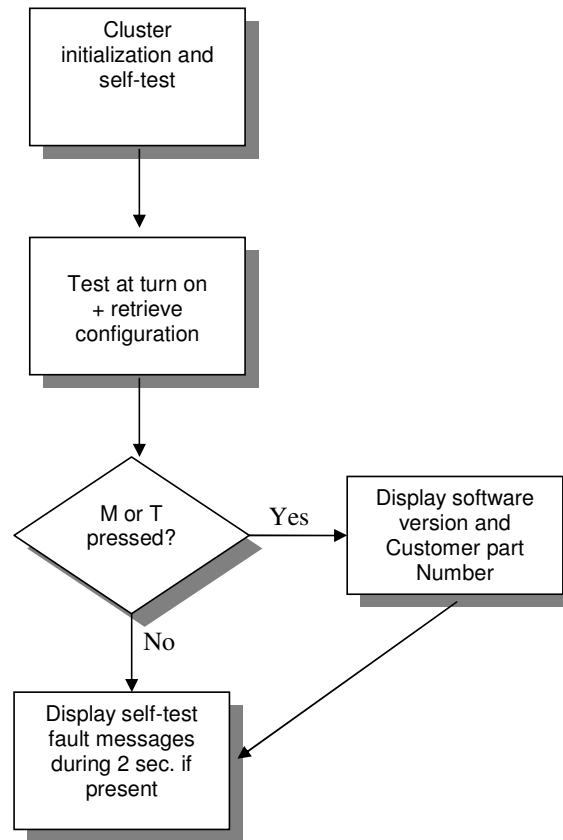 Cluster
initialization and
self-test
Test at turn on
+ retrieve
configuration
M or T
pressed?
Yes
Display software
version and
Customer part
Number
No
Display self-test
fault messages
during 2 sec. if
present